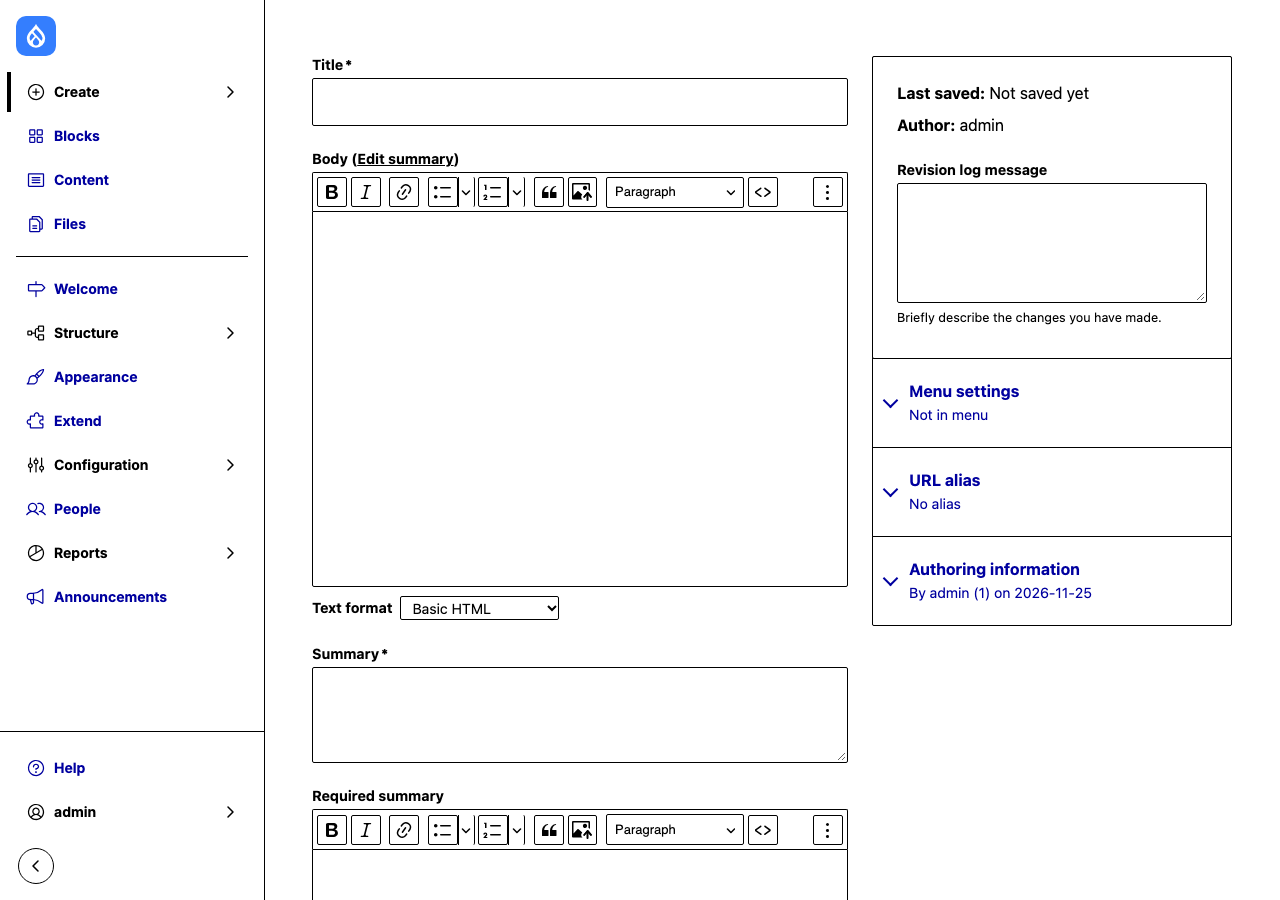 Create
Blocks
Content
Files
Welcome
Structure
Appearance
Extend
Configuration
People
Reports
Announcements
Help
admin
Title*
Body (Edit summary)
Paragraph
Text format Basic HTML
Summary*
Required summary
Paragraph
Last saved: Not saved yet
Author: admin
Revision log message
Briefly describe the changes you have made.
Menu settings
Not in menu
URL alias
No alias
Authoring information
By admin (1) on 2026-11-25